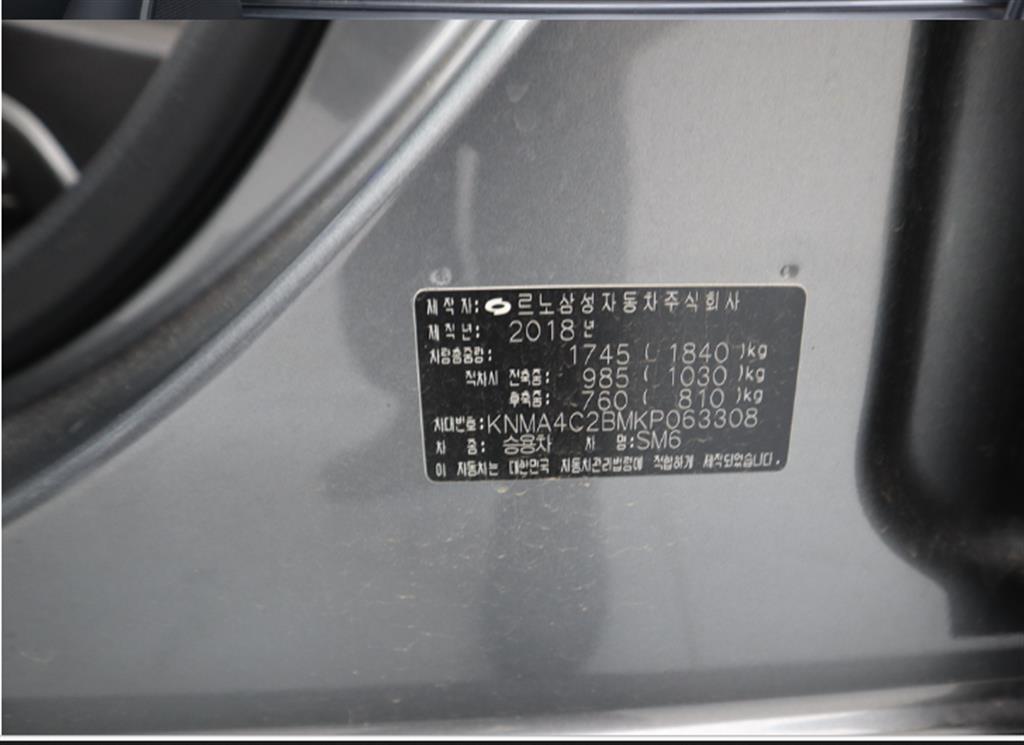 제 작 자: 르노삼성자동차주식회사
제 작 년: 2018년
차량총중량: 1745 ( 1840 )kg
적차시 전축중: 985 ( 1030 )kg
후축중: 760 ( 810 )kg
차대번호: KNMA4C2BMKP063308
차 종: 승용차 차 명: SM6
이 자동차는 대한민국 자동차관리법령에 적합하게 제작되었습니다.